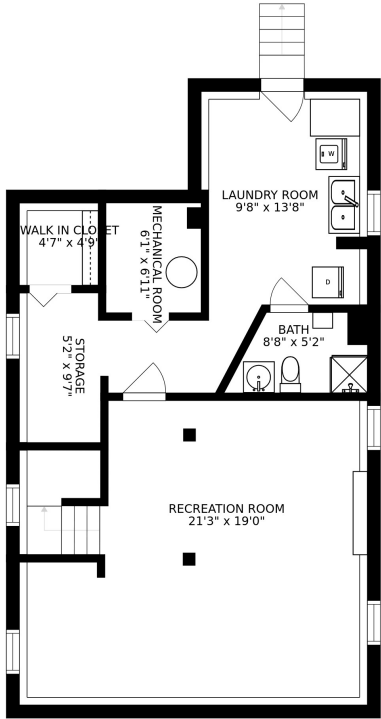 W
LAUNDRY ROOM
9'8" x 13'8"
WALK IN CLOSET
4'7" x 4'9"
MECHANICAL ROOM
6'1" x 6'11"
D
BATH
8'8" x 5'2"
STORAGE
5'2" x 9'7"
RECREATION ROOM
21'3" x 19'0"